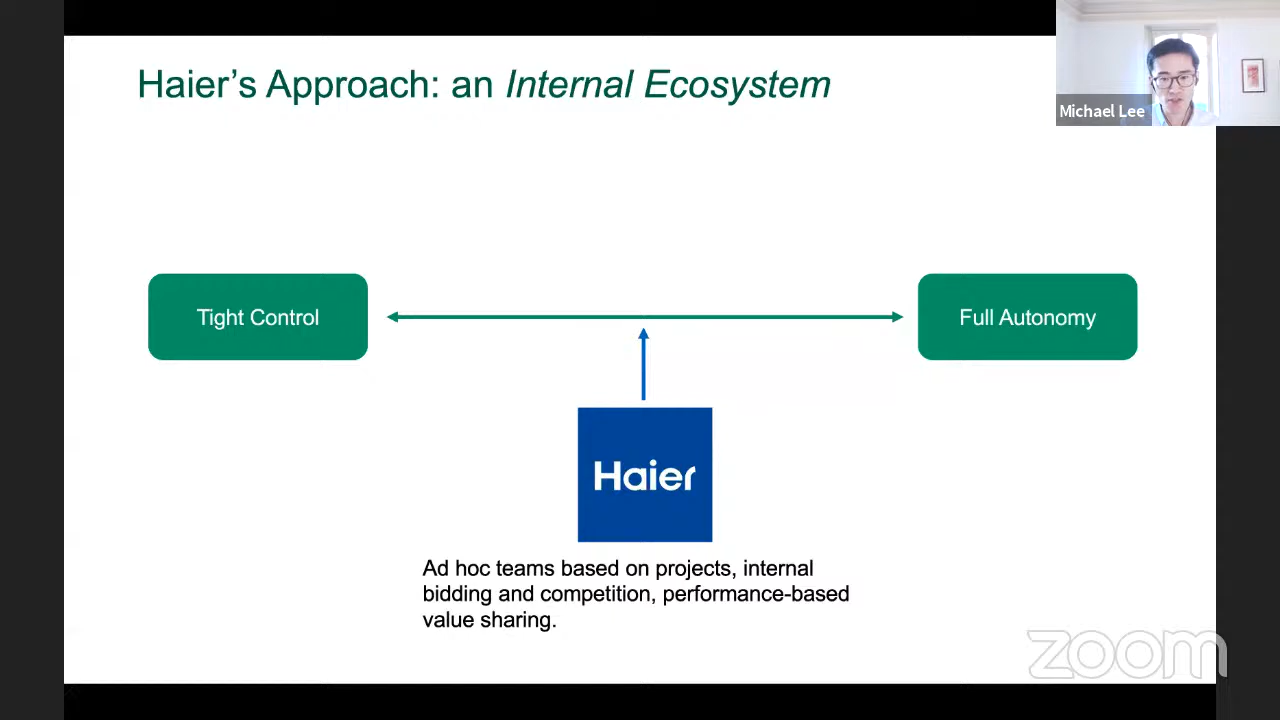 Haier’s Approach: an Internal Ecosystem
Michael Lee
Tight Control
Full Autonomy
Haier
Ad hoc teams based on projects, internal
bidding and competition, performance-based
value sharing.
zoom